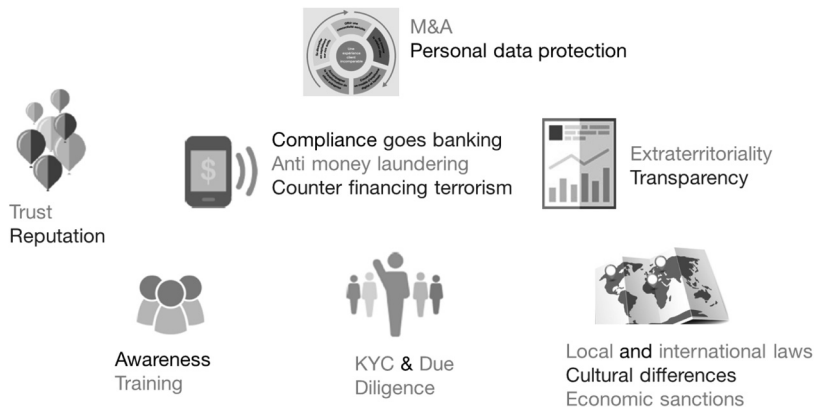 M&A
Personal data protection
Compliance goes banking
Anti money laundering
Counter financing terrorism
$
Extraterritoriality
Transparency
Trust
Reputation
Awareness
Training
KYC & Due
Diligence
Local and international laws
Cultural differences
Economic sanctions